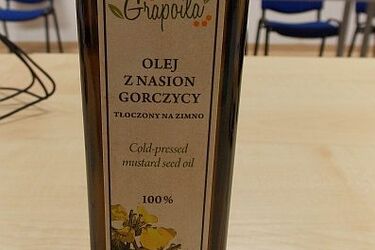 Grapoila
OLEJ
Z NASION
GORCZYCY
TŁOCZONY NA ZIMNO
Cold-pressed
mustard seed oil
100%